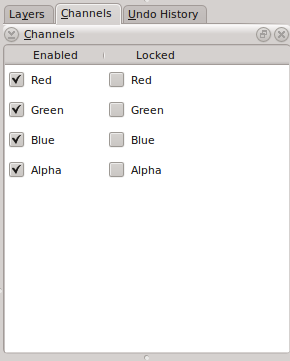 Layers Channels Undo History
Channels
Enabled Locked
Red Red
Green Green
Blue Blue
Alpha Alpha